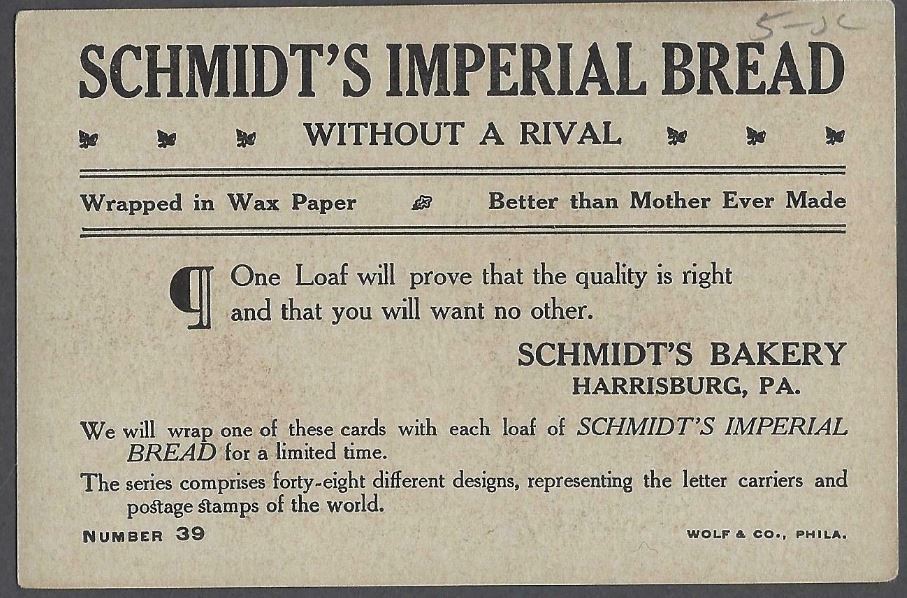 SCHMIDT'S IMPERIAL BREAD
WITHOUT A RIVAL
Wrapped in Wax Paper Better than Mother Ever Made
¶ One Loaf will prove that the quality is right
and that you will want no other.
SCHMIDT'S BAKERY
HARRISBURG, PA.
We will wrap one of these cards with each loaf of SCHMIDT'S IMPERIAL
BREAD for a limited time.
The series comprises forty-eight different designs, representing the letter carriers and
postage stamps of the world.
NUMBER 39 WOLF & CO., PHILA.